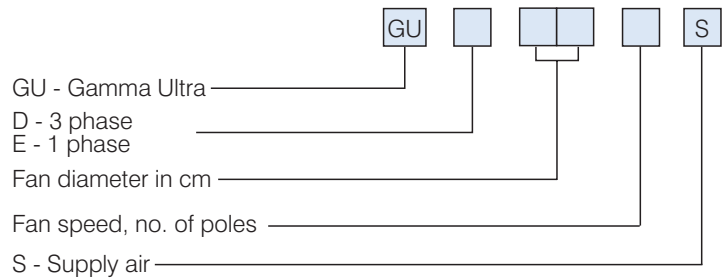 GU S
GU - Gamma Ultra
D - 3 phase
E - 1 phase
Fan diameter in cm
Fan speed, no. of poles
S - Supply air